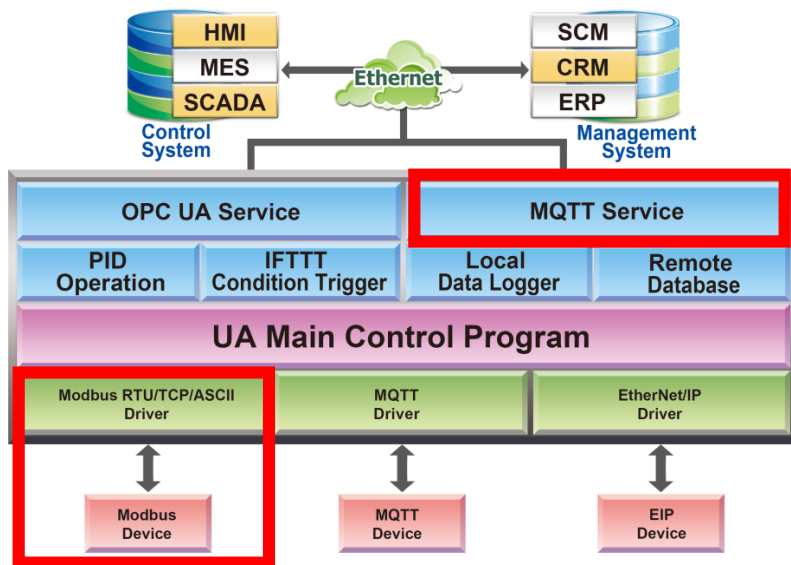 HMI
MES
SCADA
Control
System
Ethernet
SCM
CRM
ERP
Management
System
OPC UA Service
MQTT Service
PID
Operation
IFTTT
Condition Trigger
Local
Data Logger
Remote
Database
UA Main Control Program
Modbus RTU/TCP/ASCII
Driver
MQTT
Driver
EtherNet/IP
Driver
Modbus
Device
MQTT
Device
EIP
Device